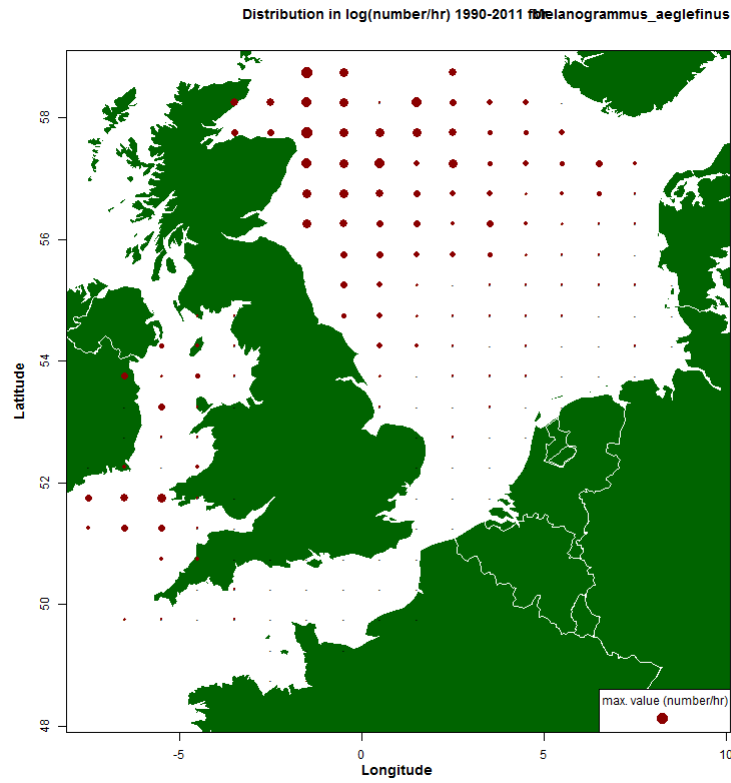 Distribution in log(number/hr) 1990-2011 for Melanogrammus_aeglefinus
58
56
54
52
50
48
Latitude
max. value (number/hr)
-5 0 5 10
Longitude